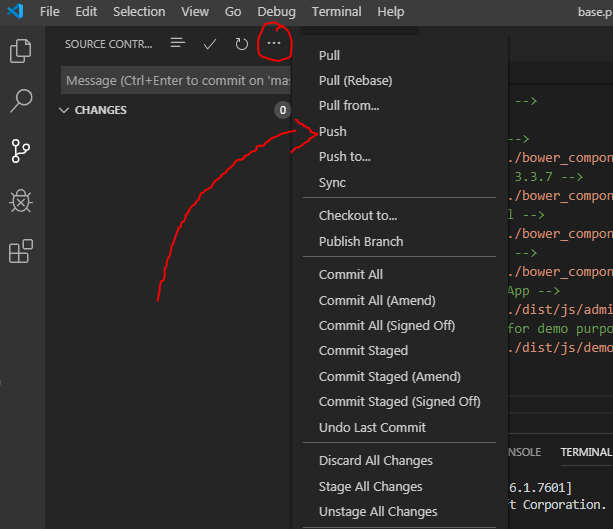 File Edit Selection View Go Debug Terminal Help base.p
SOURCE CONTR... ...
Message (Ctrl+Enter to commit on 'mas
CHANGES 0
Pull
Pull (Rebase)
Pull from...
Push
Push to...
Sync
Checkout to...
Publish Branch
Commit All
Commit All (Amend)
Commit All (Signed Off)
Commit Staged
Commit Staged (Amend)
Commit Staged (Signed Off)
Undo Last Commit
Discard All Changes
Stage All Changes
Unstage All Changes
-->
-->
./bower_compon
3.3.7 -->
./bower_compon
l -->
./bower_compon
-->
./bower_compon
App -->
./dist/js/admi
for demo purpo
./dist/js/demo
NSOLE TERMINAL
6.1.7601]
ft Corporation.